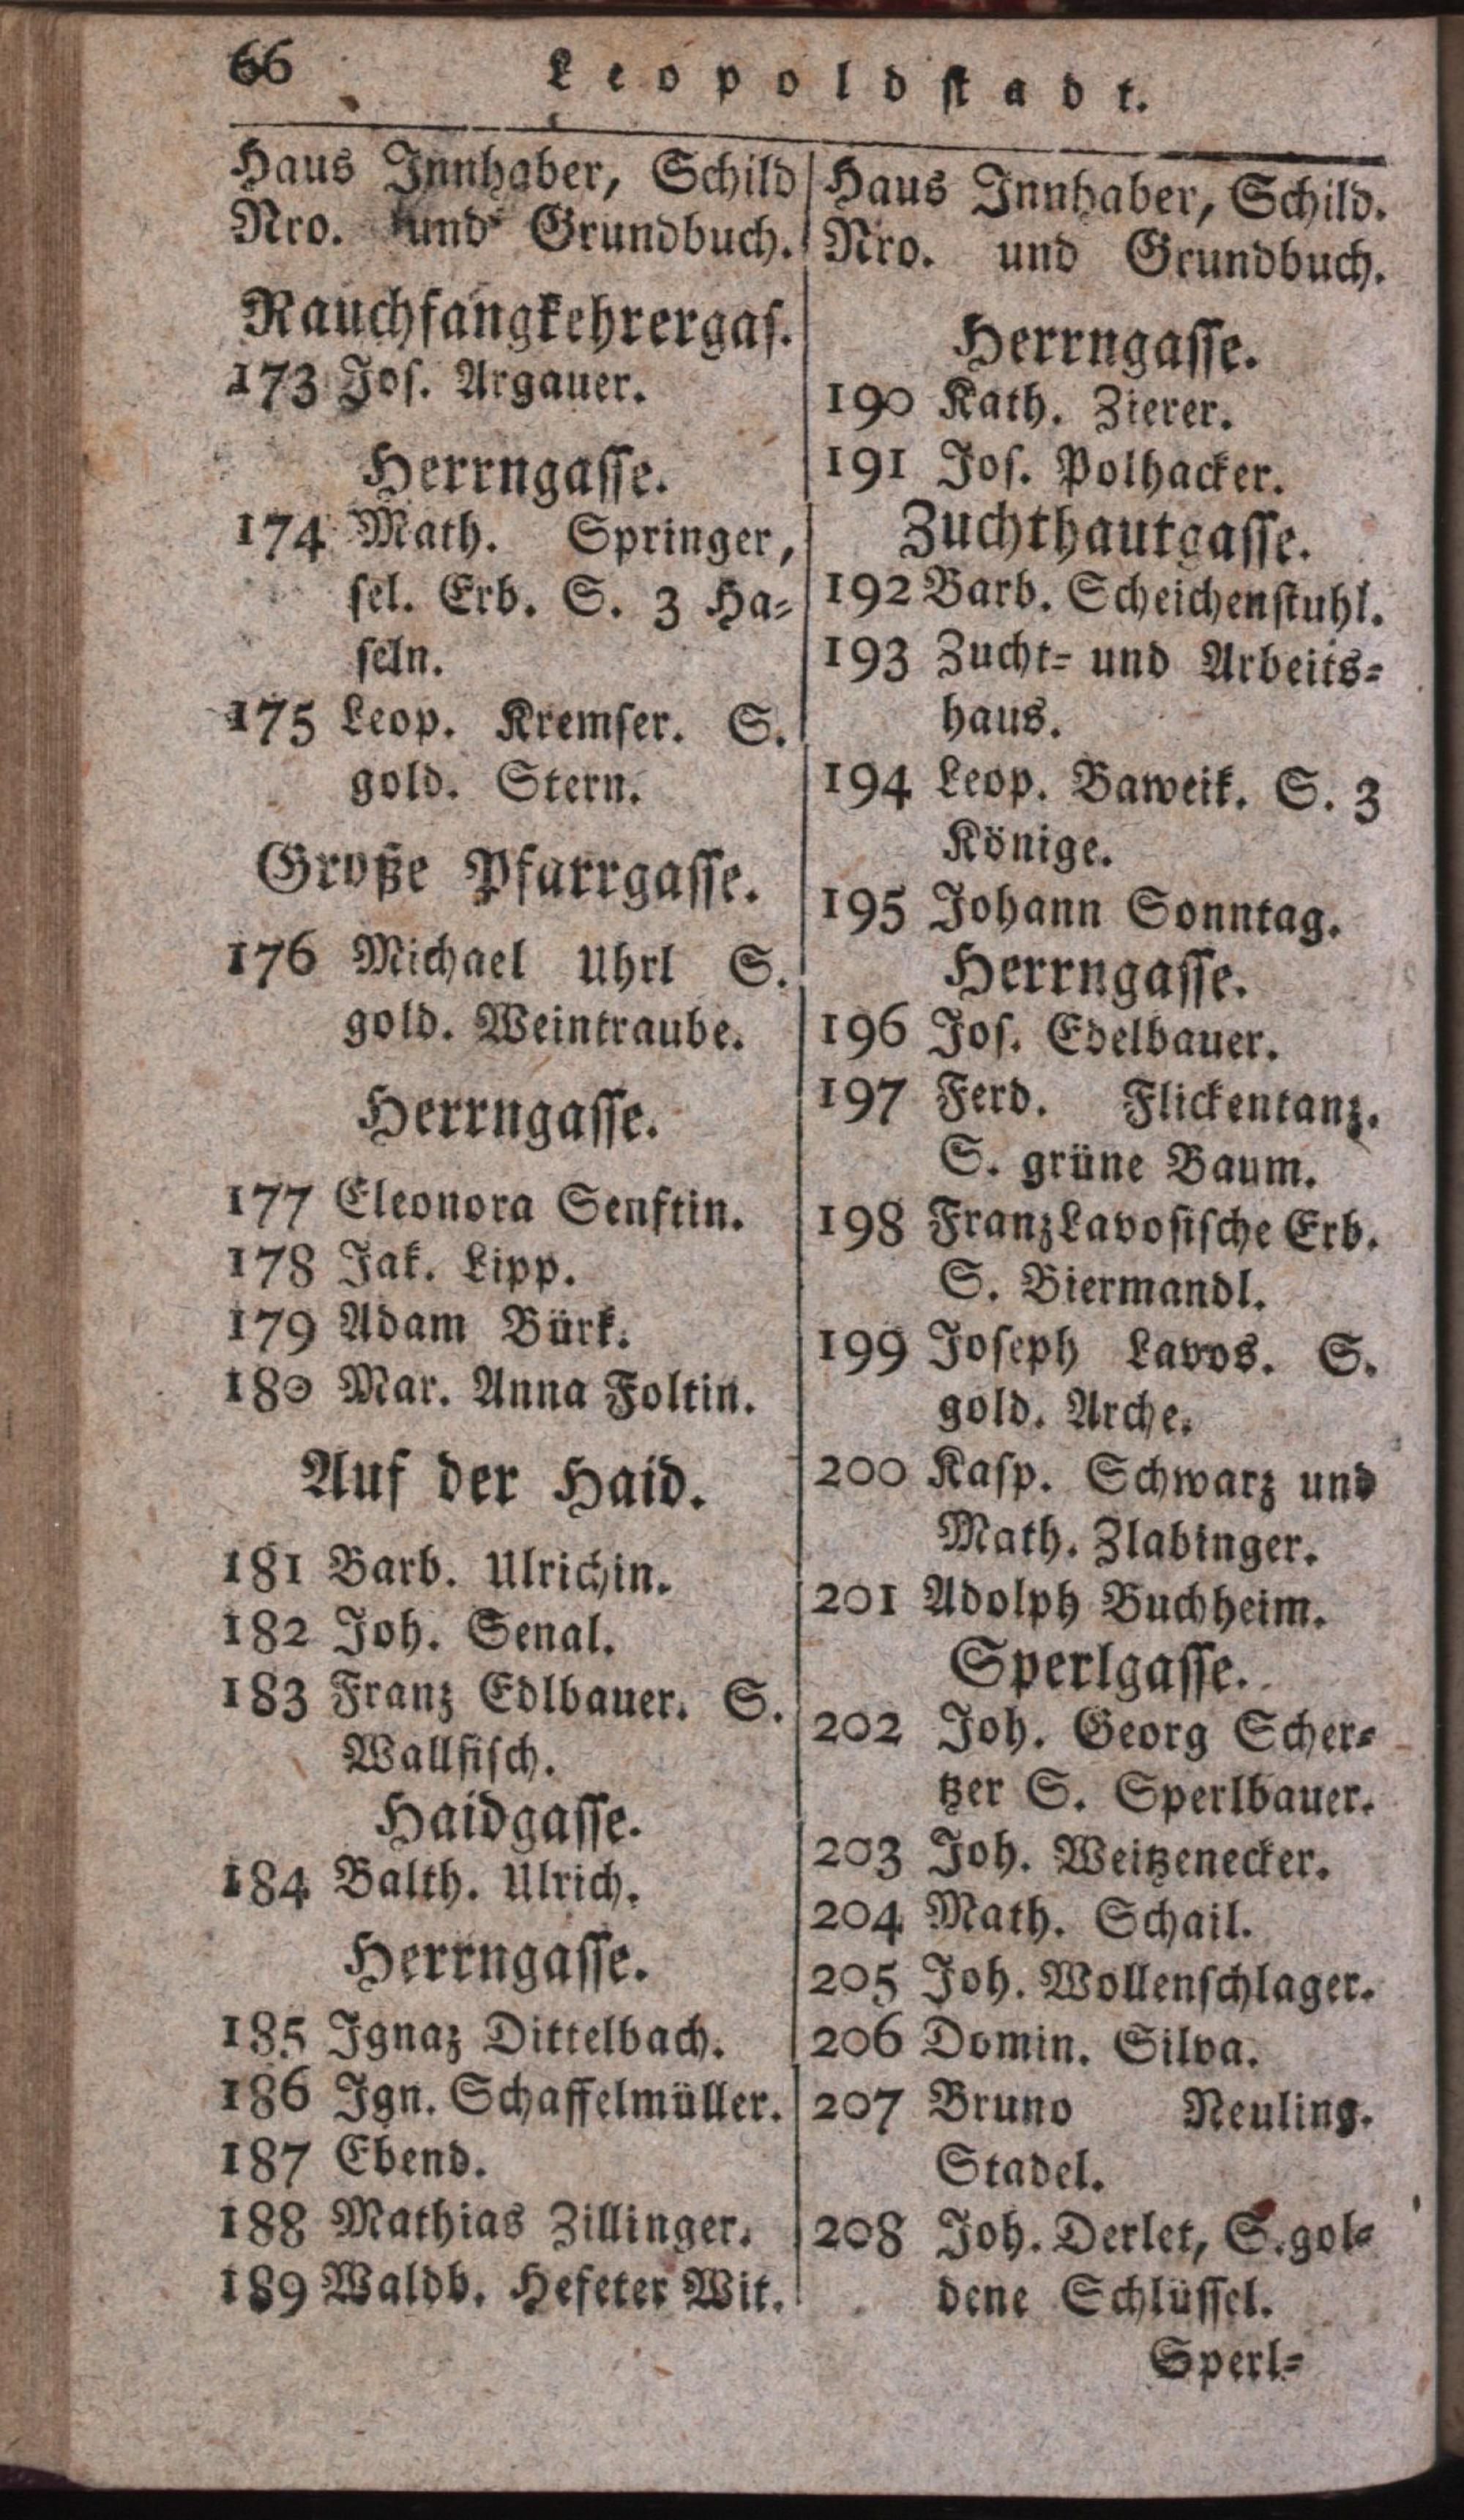 66 Leopoldstadt.
Haus Innhaber, Schild
Nro. und Grundbuch.
Rauchfangkehrergas.
173 Jos. Argauer.
Herrngasse.
174 Math. Springer,
sel. Erb. S. 3 Ha-
seln.
175 Leop. Kremser. S.
gold. Stern.
Große Pfarrgasse.
176 Michael Uhrl S.
gold. Weintraube.
Herrngasse.
177 Eleonora Senftin.
178 Jak. Lipp.
179 Adam Bürk.
180 Mar. Anna Foltin.
Auf der Haid.
181 Barb. Ulrichin.
182 Joh. Senal.
183 Franz Edlbauer. S.
Wallfisch.
Haidgasse.
184 Balth. Ulrich.
Herrngasse.
185 Ignaz Dittelbach.
186 Ign. Schaffelmüller.
187 Ebend.
188 Mathias Zillinger.
189 Waldb. Hefeter Wit.
Haus Innhaber, Schild.
Nro. und Grundbuch.
Herrngasse.
190 Kath. Zierer.
191 Jos. Polhacker.
Zuchthautgasse.
192 Barb. Scheichenstuhl.
193 Zucht- und Arbeits-
haus.
194 Leop. Baweik. S. 3
Könige.
195 Johann Sonntag.
Herrngasse.
196 Jos. Edelbauer.
197 Ferd. Flickentanz.
S. grüne Baum.
198 Franz Lavosische Erb.
S. Biermandl.
199 Joseph Lavos. S.
gold. Arche.
200 Kasp. Schwarz und
Math. Zlabinger.
201 Adolph Buchheim.
Sperlgasse.
202 Joh. Georg Scher-
tzer S. Sperlbauer.
203 Joh. Weitzenecker.
204 Math. Schail.
205 Joh. Wollenschlager.
206 Domin. Silva.
207 Bruno Neuling.
Stadel.
208 Joh. Derlet, S. gol-
dene Schlüssel.
Sperl-